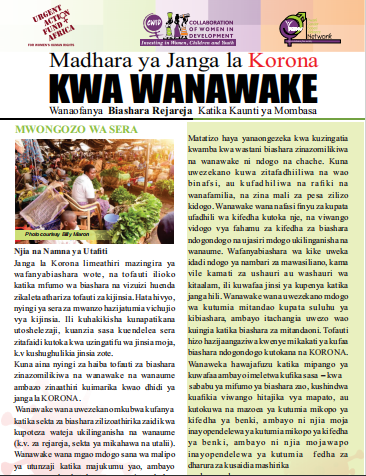 URGENT
ACTION
FUND
AFRICA
FOR WOMEN'S HUMAN RIGHTS
CWID
COLLABORATION
OF WOMEN IN
DEVELOPMENT
Investing in Women, Children and Youth
Network
Madhara ya Janga la Korona
KWA WANAWAKE
Wanaofanya Biashara Rejareja Katika Kaunti ya Mombasa
MWONGOZO WA SERA
Photo courtesy Billy Miaron
Njia na Namna ya Utafiti
Janga la Korona limeathiri mazingira ya
wafanyabiashara wote, na tofauti ilioko
katika mfumo wa biashara na vizuizi huenda
zikaleta athari za tofauti za kijinsia. Hata hivyo,
nyingi ya sera za mwanzo hazijatumia vichujio
vya kijinsia. Ili kuhakikisha kunapatikana
utoshelezaji, kuanzia sasa kuendelea sera
zitafaidi kutoka kwa uzingatifu wa jinsia moja,
k.v kushughulikia jinsia zote.
Kuna aina nyingi za haiba to fauti za biashara
zinazomilikiwa na wanawake na wanaume
ambazo zinaathiri kuimarika kwao dhidi ya
janga la KORONA.
Wanawake wana uwezekano mkubwa kufanya
katika sekta za biashara zilizoathirika zaidi kwa
kupoteza wateja ukilinganisha na wanaume
(k.v. za rejareja, sekta ya mikahawa na utalii).
Wanawake wana mgao mdogo sana wa malipo
ya utunzaji katika majukumu yao, ambayo
Matatizo haya yanaongezeka kwa kuzingatia
kwamba kwa wastani biashara zinazomilikiwa
na wanawake ni ndogo na chache. Kuna
uwezekano kuwa zitafadhiiliwa na wao
binafsi, au kufadhiliwa na rafiki na
wanafamilia, na zina mali za pesa zilizo
kidogo. Wanawake wana nafasi finyu za kupata
ufadhili wa kifedha kutoka nje, na viwango
vidogo vya fahamu za kifedha za biashara
ndogondogo na ujasiri mdogo ukilinganisha na
wanaume. Wafanyabiashara wa kike uweka
idadi ndogo ya nambari za mawasiliano, kama
vile kamati za ushauri au washauri wa
kitaalam, ili kuwafaa jinsi ya kupenya katika
janga hili. Wanawake wana uwezekano mdogo
wa kutumia mitandao kupata suluhu ya
kibiashara, ambayo itachangia uwezo wao
kuingia katika biashara za mitandaoni. Tofauti
hizo hazijaangaziwa kwenye mikakati ya kufaa
biashara ndogondogo kutokana na KORONA.
Wanaweka hawajafuzu katika mipango ya
kuwafaa ambayo imeletwa kufikia sasa – kwa
sababu ya mifumo ya biashara zao, kushindwa
kuafikia viwango hitajika vya mapato, au
kutokuwa na mazoea ya kutumia mikopo ya
kifedha ya benki, ambayo ni njia moja
inayopendelewa ya kutumia mikopo ya kifedha
ya benki, ambayo ni njia mojawapo
inayopendelewa ya kutumia fedha za
dharura za kusaidia mashinika